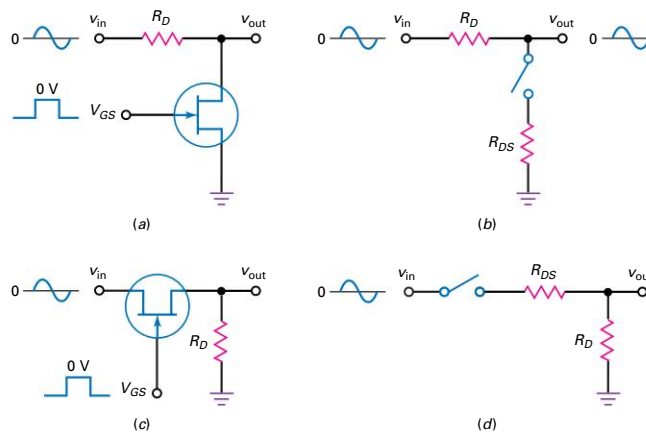 v_in R_D v_out
0
0 V
V_GS
(a)
v_in R_D v_out
0 0
R_DS
(b)
v_in v_out
0
R_D
0 V
V_GS
(c)
v_in R_DS v_ou
0
R_D
(d)